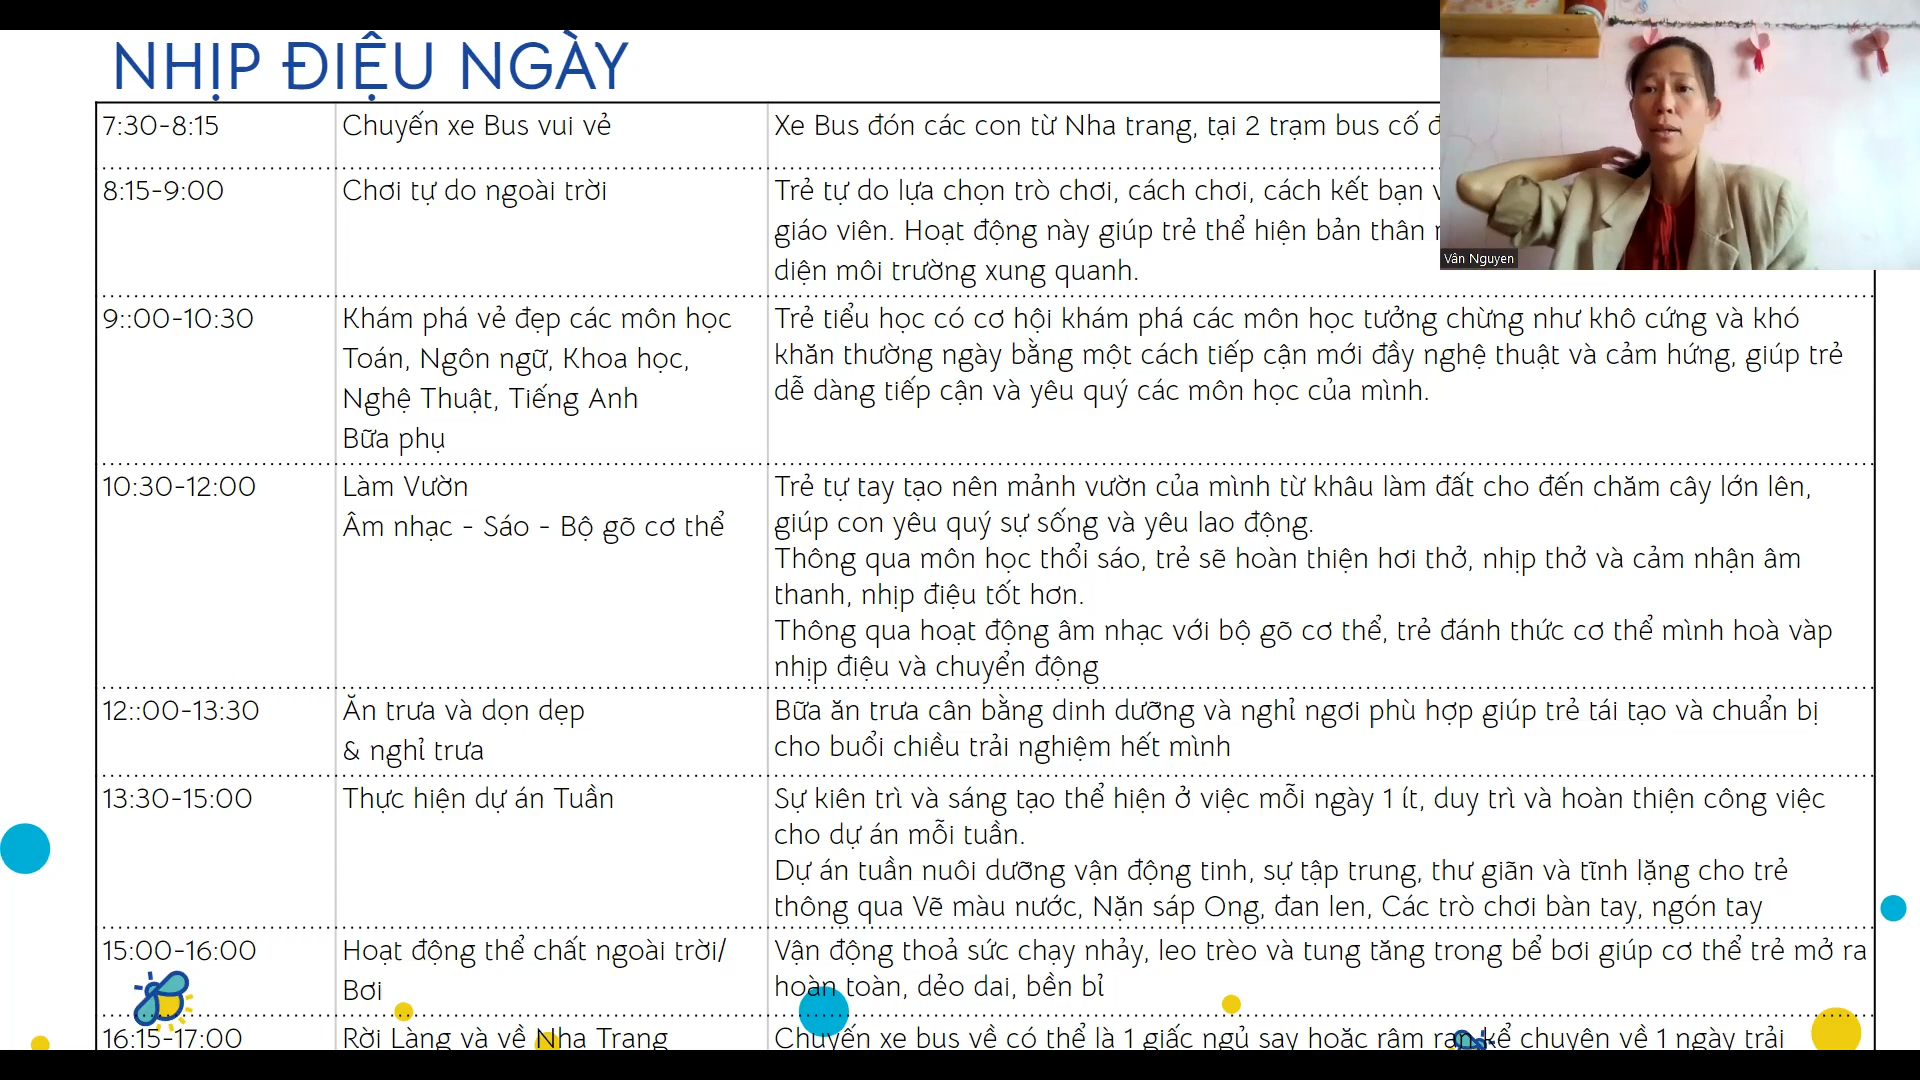 NHỊP ĐIỆU NGÀY
7:30-8:15
Chuyến xe Bus vui vẻ
Xe Bus đón các con từ Nha trang, tại 2 trạm bus cố
8:15-9:00
Chơi tự do ngoài trời
Trẻ tự do lựa chọn trò chơi, cách chơi, cách kết bạn
giáo viên. Hoạt động này giúp trẻ thể hiện bản thân
diện môi trường xung quanh.
9::00-10:30
Khám phá vẻ đẹp các môn học
Toán, Ngôn ngữ, Khoa học,
Nghệ Thuật, Tiếng Anh
Bữa phụ
Trẻ tiểu học có cơ hội khám phá các môn học tưởng chừng như khô cứng và khó
khăn thường ngày bằng một cách tiếp cận mới đầy nghệ thuật và cảm hứng, giúp trẻ
dễ dàng tiếp cận và yêu quý các môn học của mình.
10:30-12:00
Làm Vườn
Âm nhạc - Sáo - Bộ gõ cơ thể
Trẻ tự tay tạo nên mảnh vườn của mình từ khâu làm đất cho đến chăm cây lớn lên,
giúp con yêu quý sự sống và yêu lao động.
Thông qua môn học thổi sáo, trẻ sẽ hoàn thiện hơi thở, nhịp thở và cảm nhận âm
thanh, nhịp điệu tốt hơn.
Thông qua hoạt động âm nhạc với bộ gõ cơ thể, trẻ đánh thức cơ thể mình hoà vàp
nhịp điệu và chuyển động
12::00-13:30
Ăn trưa và dọn dẹp
& nghỉ trưa
Bữa ăn trưa cân bằng dinh dưỡng và nghỉ ngơi phù hợp giúp trẻ tái tạo và chuẩn bị
cho buổi chiều trải nghiệm hết mình
13:30-15:00
Thực hiện dự án Tuần
Sự kiên trì và sáng tạo thể hiện ở việc mỗi ngày 1 ít, duy trì và hoàn thiện công việc
cho dự án mỗi tuần.
Dự án tuần nuôi dưỡng vận động tinh, sự tập trung, thư giãn và tĩnh lặng cho trẻ
thông qua Vẽ màu nước, Nặn sáp Ong, đan len, Các trò chơi bàn tay, ngón tay
15:00-16:00
Hoạt động thể chất ngoài trời/
Bơi
Vận động thoả sức chạy nhảy, leo trèo và tung tăng trong bể bơi giúp cơ thể trẻ mở ra
hoàn toàn, dẻo dai, bền bỉ
16:15-17:00
Rời Làng và về Nha Trang
Chuyến xe bus về có thể là 1 giấc ngủ say hoặc râm ran kể chuyện về 1 ngày trải
Vân Nguyen